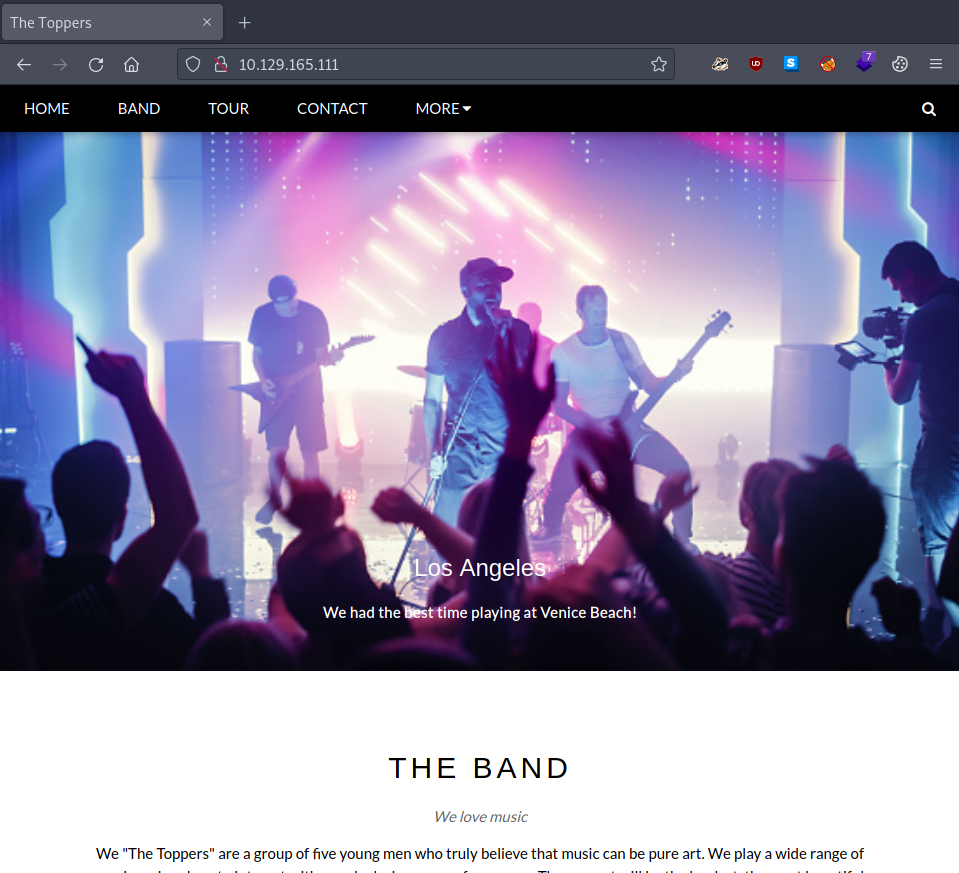 The Toppers
10.129.165.111
7
HOME BAND TOUR CONTACT MORE
Los Angeles
We had the best time playing at Venice Beach!
THE BAND
We love music
We "The Toppers" are a group of five young men who truly believe that music can be pure art. We play a wide range of